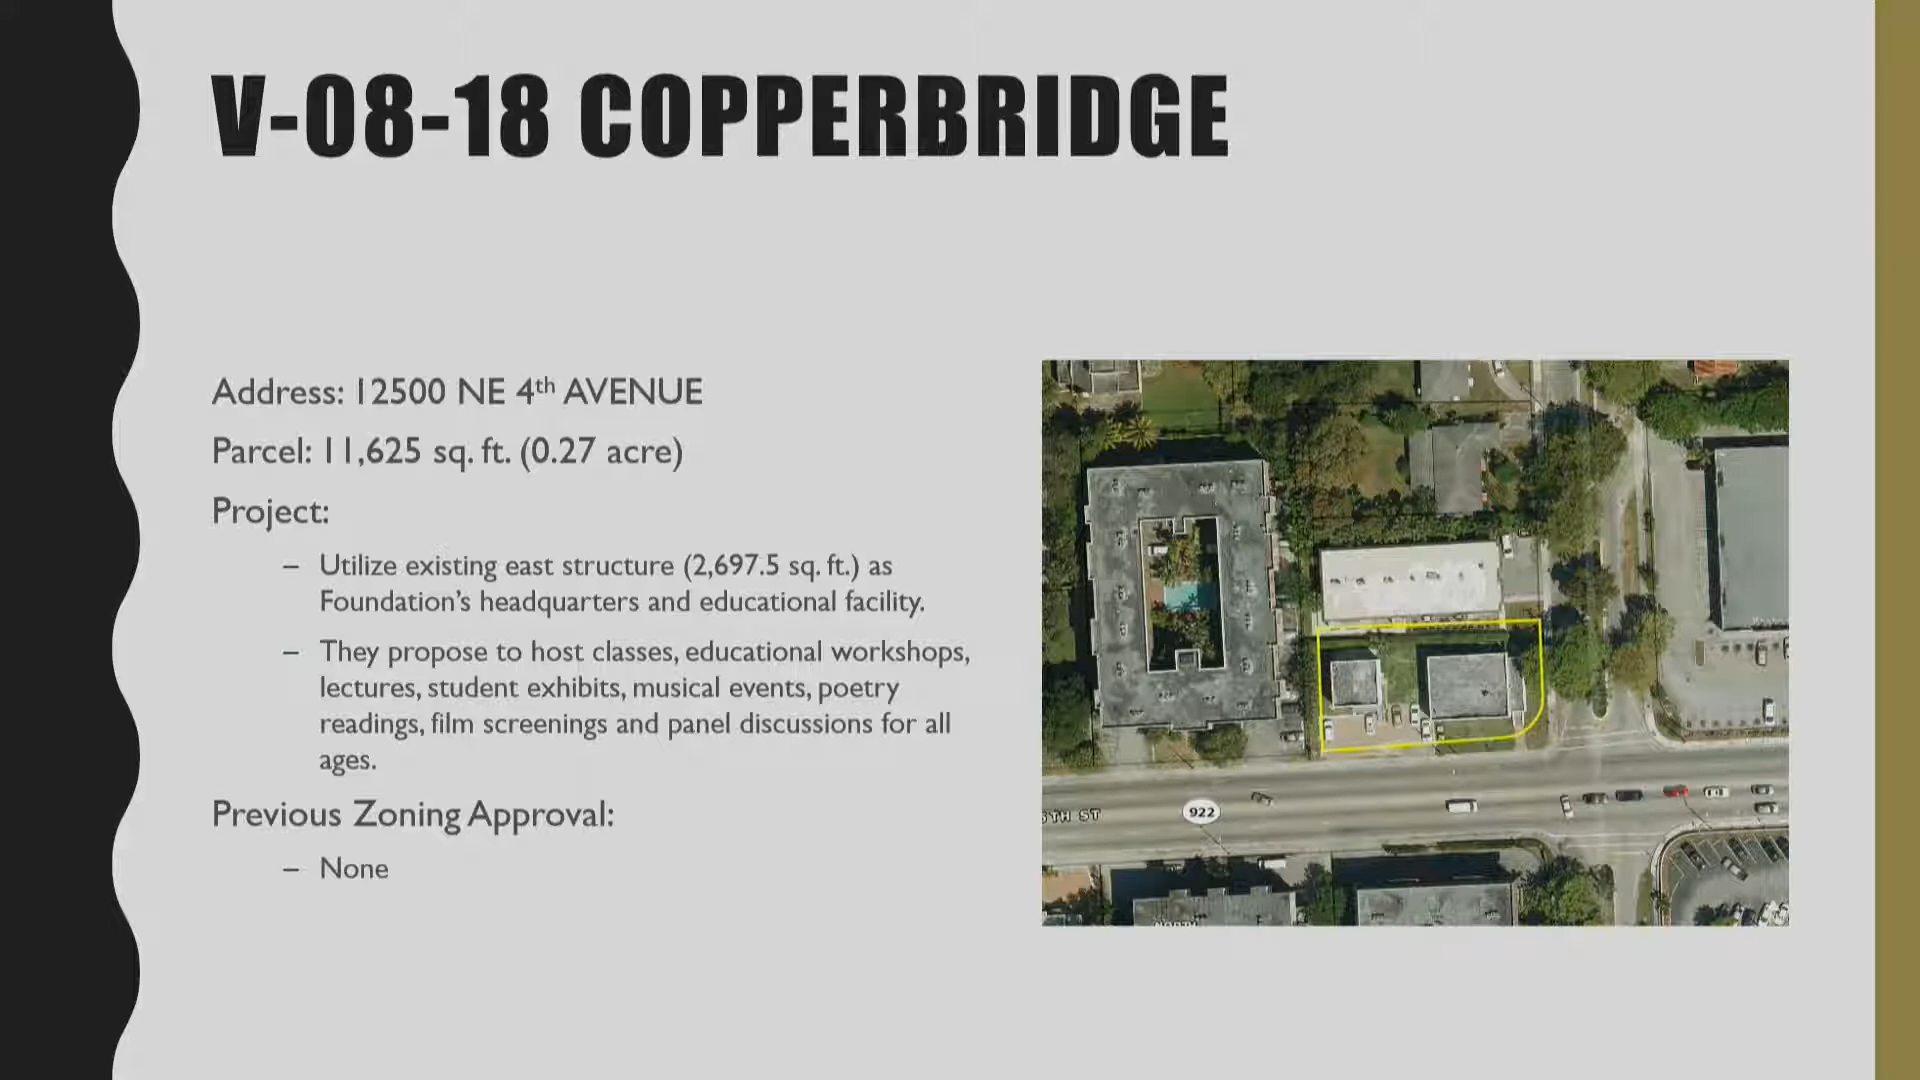 V-08-18 COPPERBRIDGE
Address: 12500 NE 4th AVENUE
Parcel: 11,625 sq. ft. (0.27 acre)
Project:
– Utilize existing east structure (2,697.5 sq. ft.) as
Foundation's headquarters and educational facility.
– They propose to host classes, educational workshops,
lectures, student exhibits, musical events, poetry
readings, film screenings and panel discussions for all
ages.
Previous Zoning Approval:
– None
5TH ST
922
NORTH